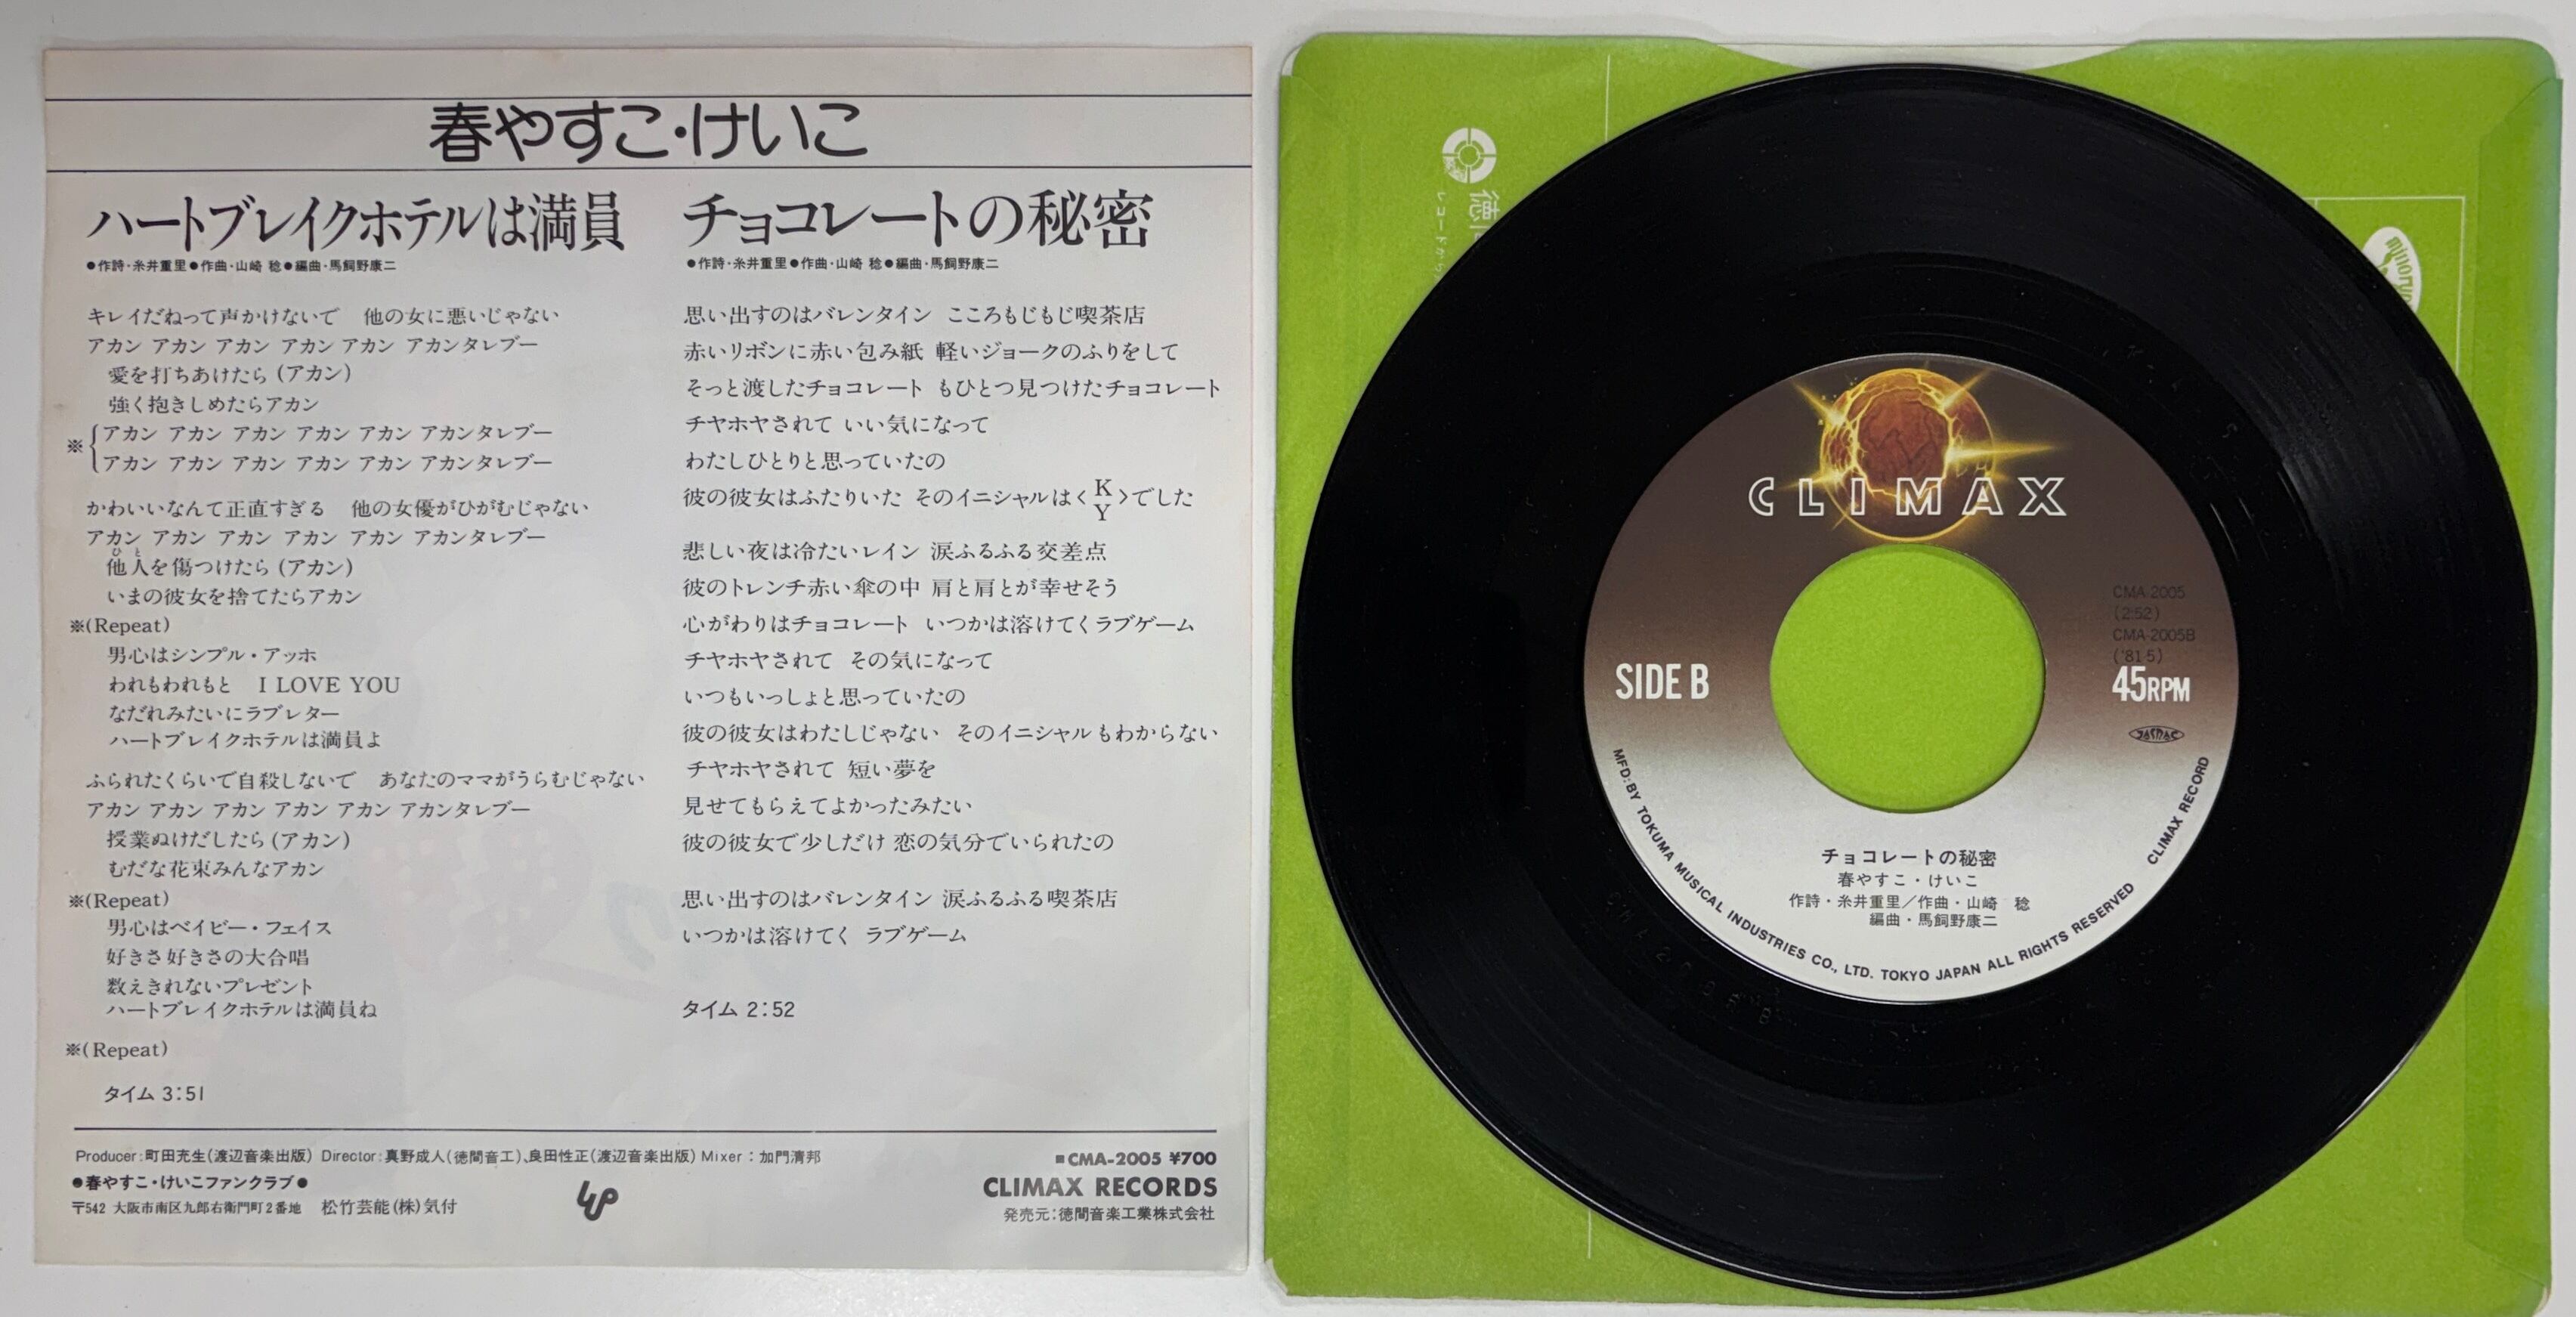 春やすこ・けいこ
ハートブレイクホテルは満員
●作詩・糸井重里●作曲・山崎 稔●編曲・馬飼野康二
キレイだねって声かけないで　他の女に悪いじゃない
アカン アカン アカン アカン アカン アカンタレブー
愛を打ちあけたら (アカン)
強く抱きしめたらアカン
※ アカン アカン アカン アカン アカン アカンタレブー
アカン アカン アカン アカン アカン アカンタレブー
かわいいなんて正直すぎる　他の女優がひがむじゃない
アカン アカン アカン アカン アカン アカンタレブー
ひと
他人を傷つけたら (アカン)
いまの彼女を捨てたらアカン
※(Repeat)
男心はシンプル・アッホ
われもわれもと　I LOVE YOU
なだれみたいにラブレター
ハートブレイクホテルは満員よ
ふられたくらいで自殺しないで　あなたのママがうらむじゃない
アカン アカン アカン アカン アカン アカンタレブー
授業ぬけだしたら (アカン)
むだな花束みんなアカン
※(Repeat)
男心はベイビー・フェイス
好きさ好きさの大合唱
数えきれないプレゼント
ハートブレイクホテルは満員ね
※(Repeat)
タイム 3:51
チョコレートの秘密
●作詩・糸井重里●作曲・山崎 稔●編曲・馬飼野康二
思い出すのはバレンタイン　こころもじもじ喫茶店
赤いリボンに赤い包み紙　軽いジョークのふりをして
そっと渡したチョコレート　もひとつ見つけたチョコレート
チヤホヤされて　いい気になって
わたしひとりと思っていたの
彼の彼女はふたりいた　そのイニシャルは〈K Y〉でした
悲しい夜は冷たいレイン　涙ふるふる交差点
彼のトレンチ赤い傘の中　肩と肩とが幸せそう
心がわりはチョコレート　いつかは溶けてくラブゲーム
チヤホヤされて　その気になって
いつもいっしょと思っていたの
彼の彼女はわたしじゃない　そのイニシャルもわからない
チヤホヤされて　短い夢を
見せてもらえてよかったみたい
彼の彼女で少しだけ 恋の気分でいられたの
思い出すのはバレンタイン　涙ふるふる喫茶店
いつかは溶けてく　ラブゲーム
タイム 2:52
Producer:町田充生(渡辺音楽出版) Director:真野成人(徳間音工)、良田性正(渡辺音楽出版) Mixer：加門清邦
●春やすこ・けいこファンクラブ●
〒542 大阪市南区九郎右衛門町2番地　松竹芸能(株)気付
■CMA-2005 ¥700
CLIMAX RECORDS
発売元：徳間音楽工業株式会社
徳
レコードから
CLIMAX
CMA-2005
(2:52)
CMA-2005B
('81·5)
SIDE B
45RPM
JASRAC
チョコレートの秘密
春やすこ・けいこ
作詩・糸井重里／作曲・山崎　稔
編曲・馬飼野康二
MFD:BY TOKUMA MUSICAL INDUSTRIES CO., LTD. TOKYO JAPAN ALL RIGHTS RESERVED CLIMAX RECORD